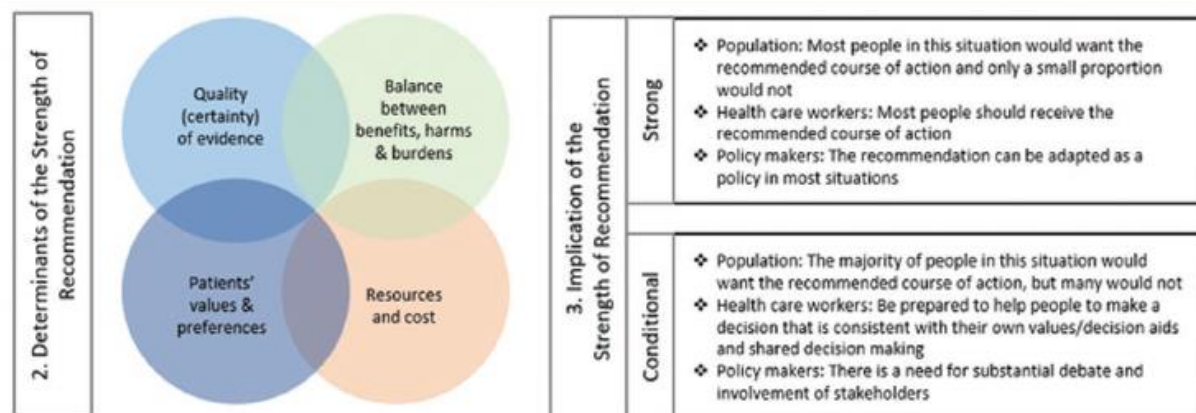 2. Determinants of the Strength of
Recommendation
Quality
(certainty)
of evidence
Balance
between
benefits, harms
& burdens
Patients'
values &
preferences
Resources
and cost
3. Implication of the
Strength of Recommendation
Strong
❖ Population: Most people in this situation would want the
recommended course of action and only a small proportion
would not
❖ Health care workers: Most people should receive the
recommended course of action
❖ Policy makers: The recommendation can be adapted as a
policy in most situations
Conditional
❖ Population: The majority of people in this situation would
want the recommended course of action, but many would not
❖ Health care workers: Be prepared to help people to make a
decision that is consistent with their own values/decision aids
and shared decision making
❖ Policy makers: There is a need for substantial debate and
involvement of stakeholders